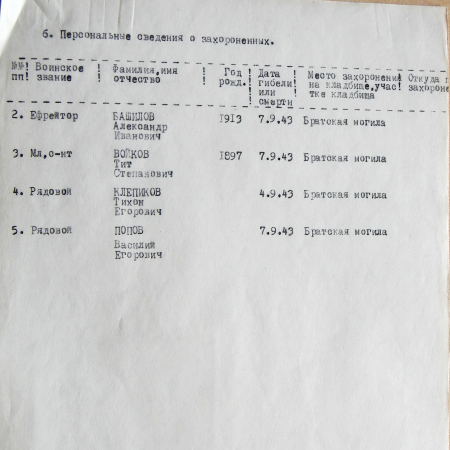 6. Персональные сведения о захороненных.
№№! Воинское ! Фамилия,имя ! Год ! Дата ! Место захоронения! Откуда
пп! звание ! отчество ! рожд.! гибели! на кладбище,учас! захороне
! или ! тке кладбища
! смерти !
2. Ефрейтор БАШИЛОВ 1913 7.9.43 Братская могила
Александр
Иванович
3. Мл,с-нт ВОЙКОВ 1897 7.9.43 Братская могила
Тит
Степанович
4. Рядовой КЛЕПИКОВ 4.9.43 Братская могила
Тихон
Егорович
5. Рядовой ПОПОВ 7.9.43 Братская могила
Василий
Егорович